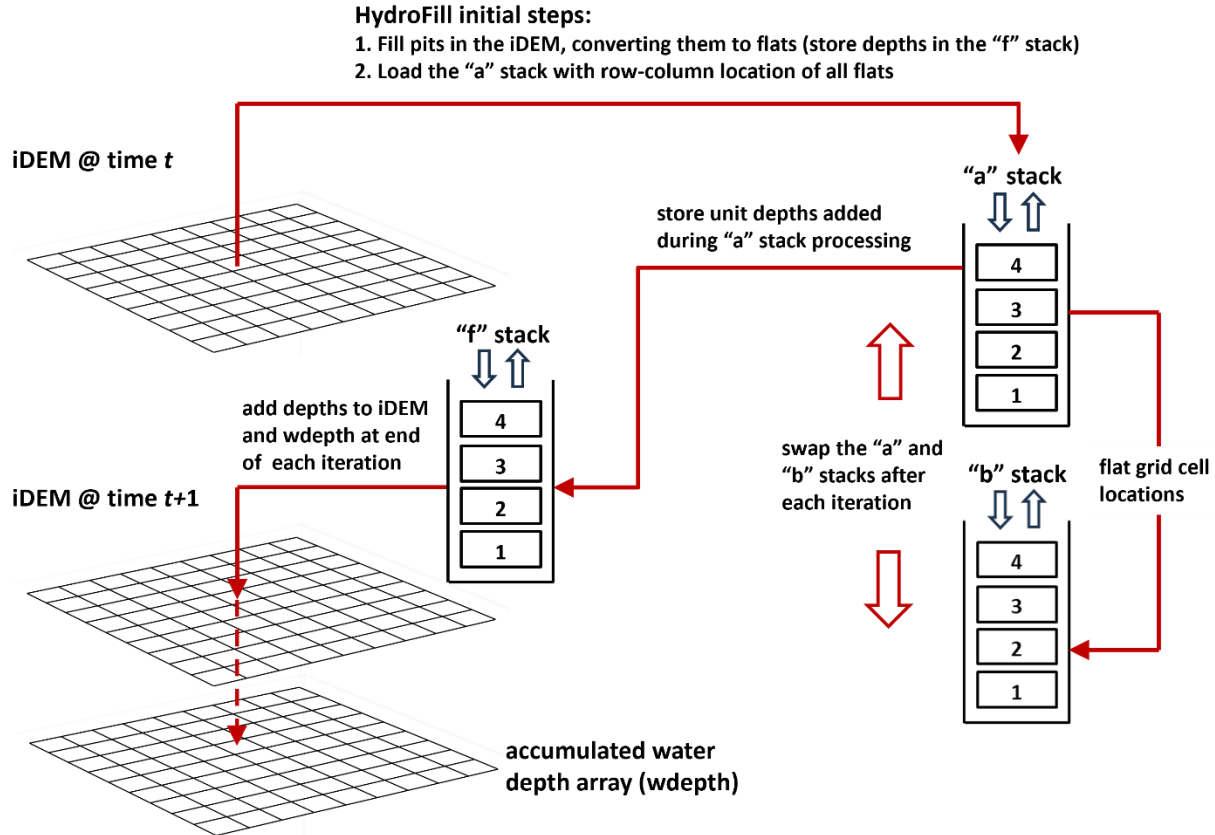 HydroFill initial steps:
1. Fill pits in the iDEM, converting them to flats (store depths in the “f” stack)
2. Load the “a” stack with row-column location of all flats
iDEM @ time t
“a” stack
4
3
2
1
store unit depths added
during “a” stack processing
“f” stack
4
3
2
1
add depths to iDEM
and wdepth at end
of each iteration
swap the “a” and
“b” stacks after
each iteration
flat grid cell
locations
“b” stack
4
3
2
1
iDEM @ time t+1
accumulated water
depth array (wdepth)